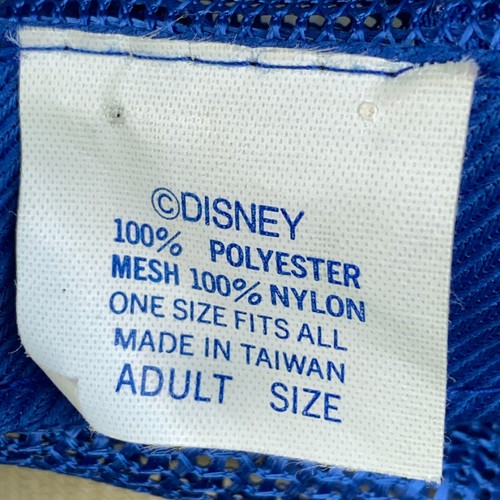 ©DISNEY
100% POLYESTER
MESH 100% NYLON
ONE SIZE FITS ALL
MADE IN TAIWAN
ADULT SIZE